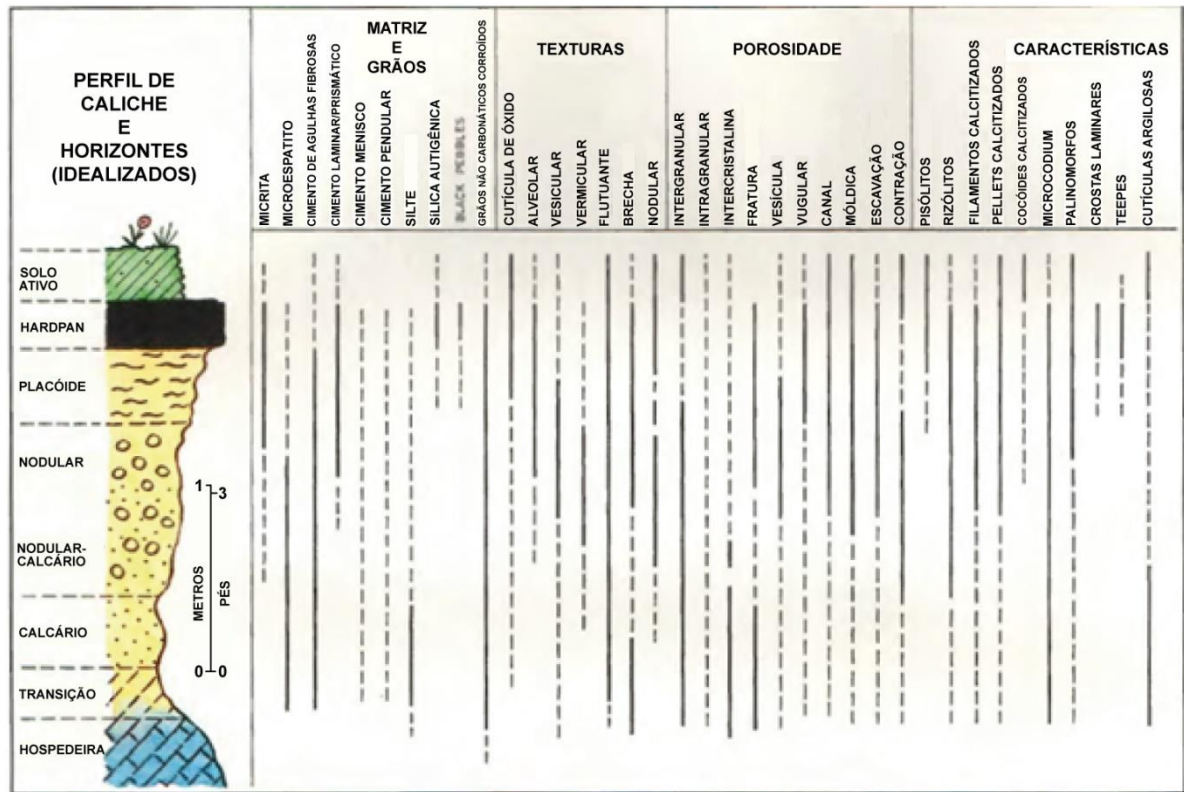 PERFIL DE
CALICHE
E
HORIZONTES
(IDEALIZADOS)
MATRIZ
E
GRÃOS
TEXTURAS
POROSIDADE
CARACTERÍSTICAS
MICRITA
MICROESPATITO
CIMENTO DE AGULHAS FIBROSAS
CIMENTO LAMINAR/PRISMÁTICO
CIMENTO MENISCO
CIMENTO PENDULAR
SILTE
SÍLICA AUTIGÊNICA
BLACK PEBBLES
GRÃOS NÃO CARBONÁTICOS CORROÍDOS
CUTÍCULA DE ÓXIDO
ALVEOLAR
VESICULAR
VERMICULAR
FLUTUANTE
BRECHA
NODULAR
INTERGRANULAR
INTRAGRANULAR
INTERCRISTALINA
FRATURA
VESÍCULA
VUGULAR
CANAL
MÓLDICA
ESCAVAÇÃO
CONTRAÇÃO
PISÓLITOS
RIZÓLITOS
FILAMENTOS CALCITIZADOS
PELLETS CALCITIZADOS
COCÓIDES CALCITIZADOS
MICROCODIUM
PALINOMORFOS
CROSTAS LAMINARES
TEEPES
CUTÍCULAS ARGILOSAS
SOLO
ATIVO
HARDPAN
PLACÓIDE
NODULAR
NODULAR-
CALCÁRIO
CALCÁRIO
TRANSIÇÃO
HOSPEDEIRA
1
3
METROS
PÉS
0
0